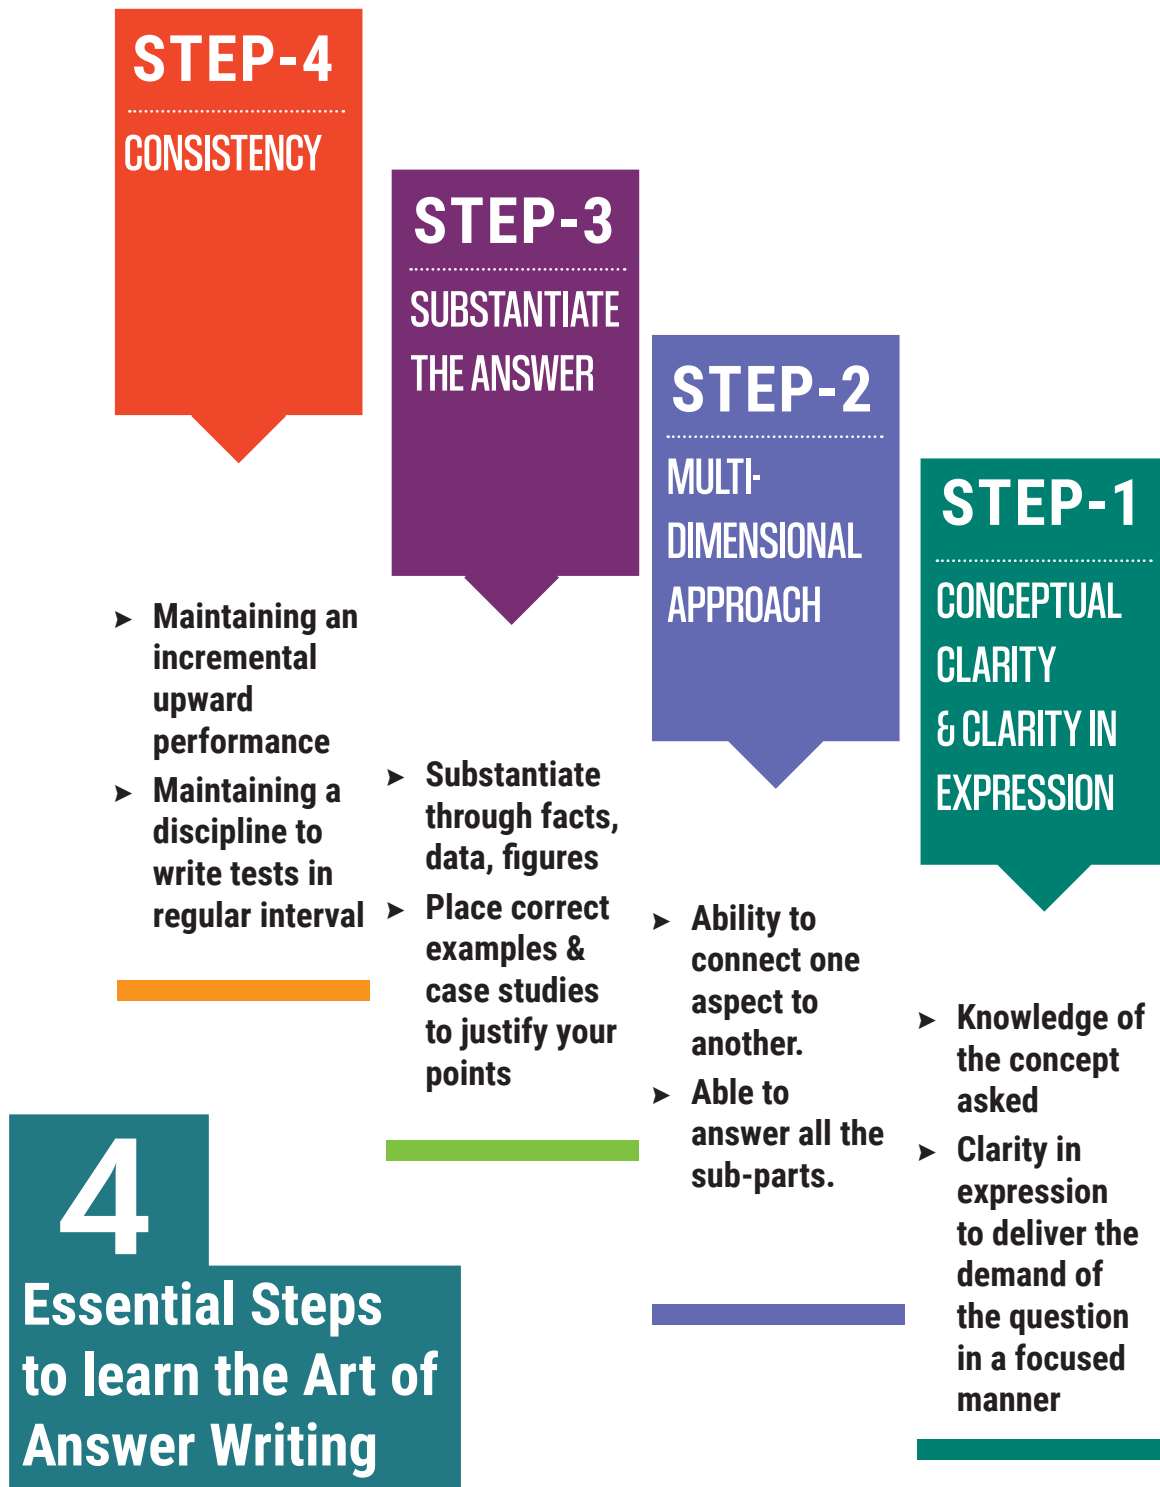 STEP-4
CONSISTENCY
➤ Maintaining an
incremental
upward
performance
➤ Maintaining a
discipline to
write tests in
regular interval
STEP-3
SUBSTANTIATE
THE ANSWER
➤ Substantiate
through facts,
data, figures
➤ Place correct
examples &
case studies
to justify your
points
STEP-2
MULTI-
DIMENSIONAL
APPROACH
➤ Ability to
connect one
aspect to
another.
➤ Able to
answer all the
sub-parts.
STEP-1
CONCEPTUAL
CLARITY
& CLARITY IN
EXPRESSION
➤ Knowledge of
the concept
asked
➤ Clarity in
expression
to deliver the
demand of
the question
in a focused
manner
4
Essential Steps
to learn the Art of
Answer Writing